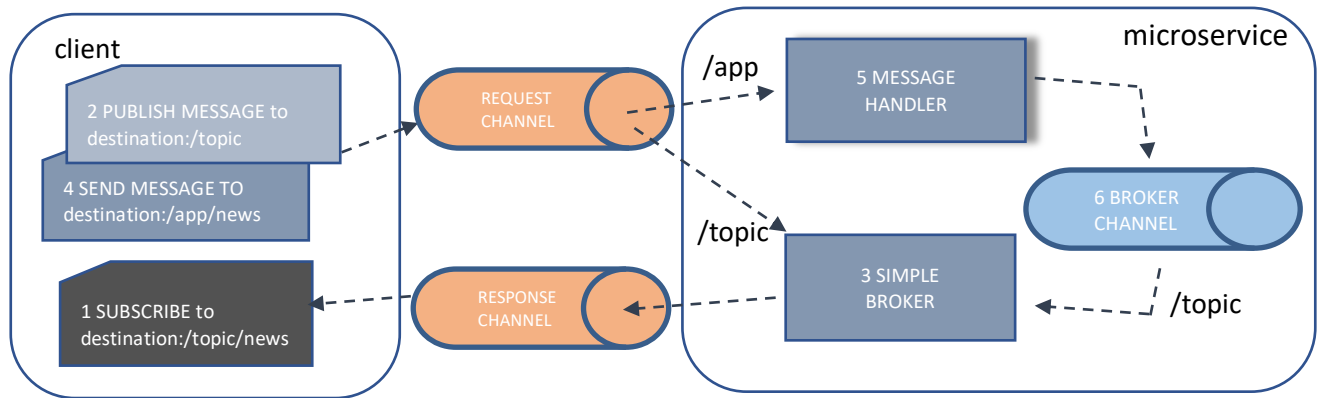 client
2 PUBLISH MESSAGE to
destination:/topic
4 SEND MESSAGE TO
destination:/app/news
1 SUBSCRIBE to
destination:/topic/news
REQUEST
CHANNEL
RESPONSE
CHANNEL
microservice
/app
5 MESSAGE
HANDLER
/topic
3 SIMPLE
BROKER
6 BROKER
CHANNEL
/topic